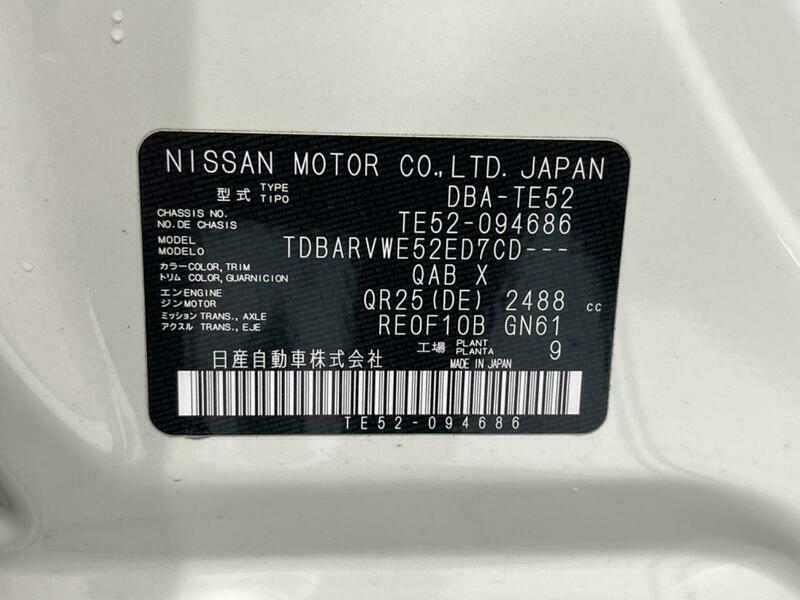 NISSAN MOTOR CO., LTD. JAPAN
型式 TYPE TIPO DBA-TE52
CHASSIS NO. NO. DE CHASSIS TE52-094686
MODEL MODELO TDBARVWE52ED7CD---
カラー COLOR, TRIM トリム COLOR, GUARNICION QAB X
エンENGINE ジンMOTOR QR25(DE) 2488 cc
ミッション TRANS., AXLE アクスル TRANS., EJE RE0F10B GN61
工場 PLANT PLANTA 9
日産自動車株式会社 MADE IN JAPAN
TE52-094686